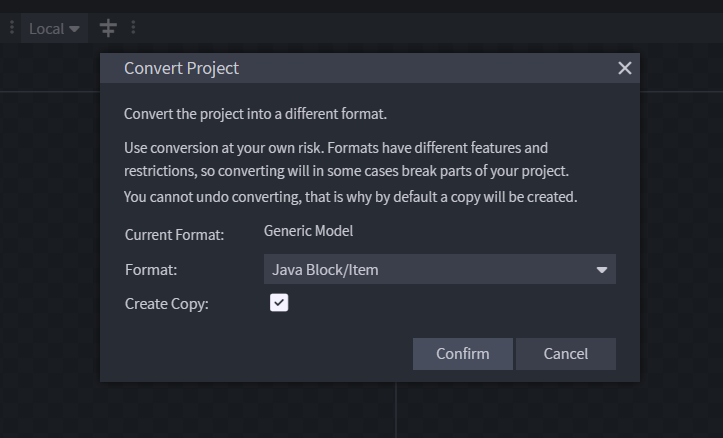 Local
Convert Project
Convert the project into a different format.
Use conversion at your own risk. Formats have different features and
restrictions, so converting will in some cases break parts of your project.
You cannot undo converting, that is why by default a copy will be created.
Current Format: Generic Model
Format: Java Block/Item
Create Copy:
Confirm Cancel